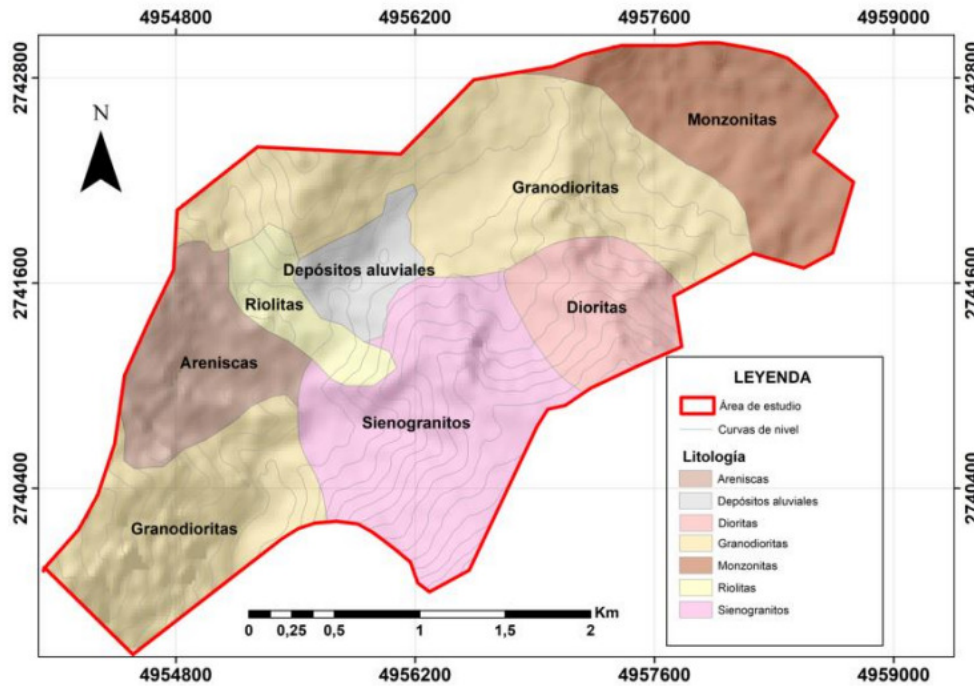 4954800 4956200 4957600 4959000
2742800 2742800
N
Monzonitas
Granodioritas
Depósitos aluviales
2741600 2741600
Riolitas
Dioritas
Areniscas
Sienogranitos
LEYENDA
Área de estudio
Curvas de nivel
Litología
Areniscas
Depósitos aluviales
Dioritas
Granodioritas
Monzonitas
Riolitas
Sienogranitos
2740400 2740400
Granodioritas
Km
0 0,25 0,5 1 1,5 2
4954800 4956200 4957600 4959000